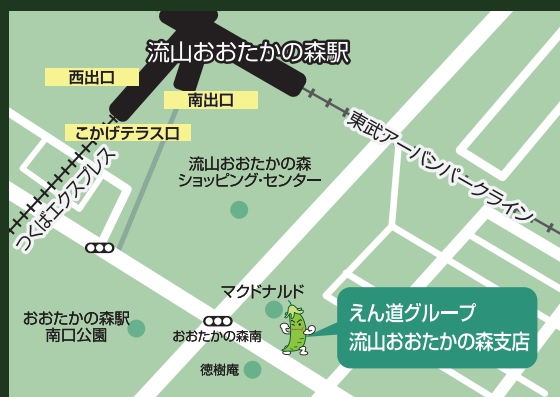 流山おおたかの森駅
西出口
南出口
こかげテラス口
東武アーバンパークライン
つくばエクスプレス
流山おおたかの森
ショッピング・センター
マクドナルド
えん道グループ
流山おおたかの森支店
おおたかの森駅
南口公園
おおたかの森南
徳樹庵